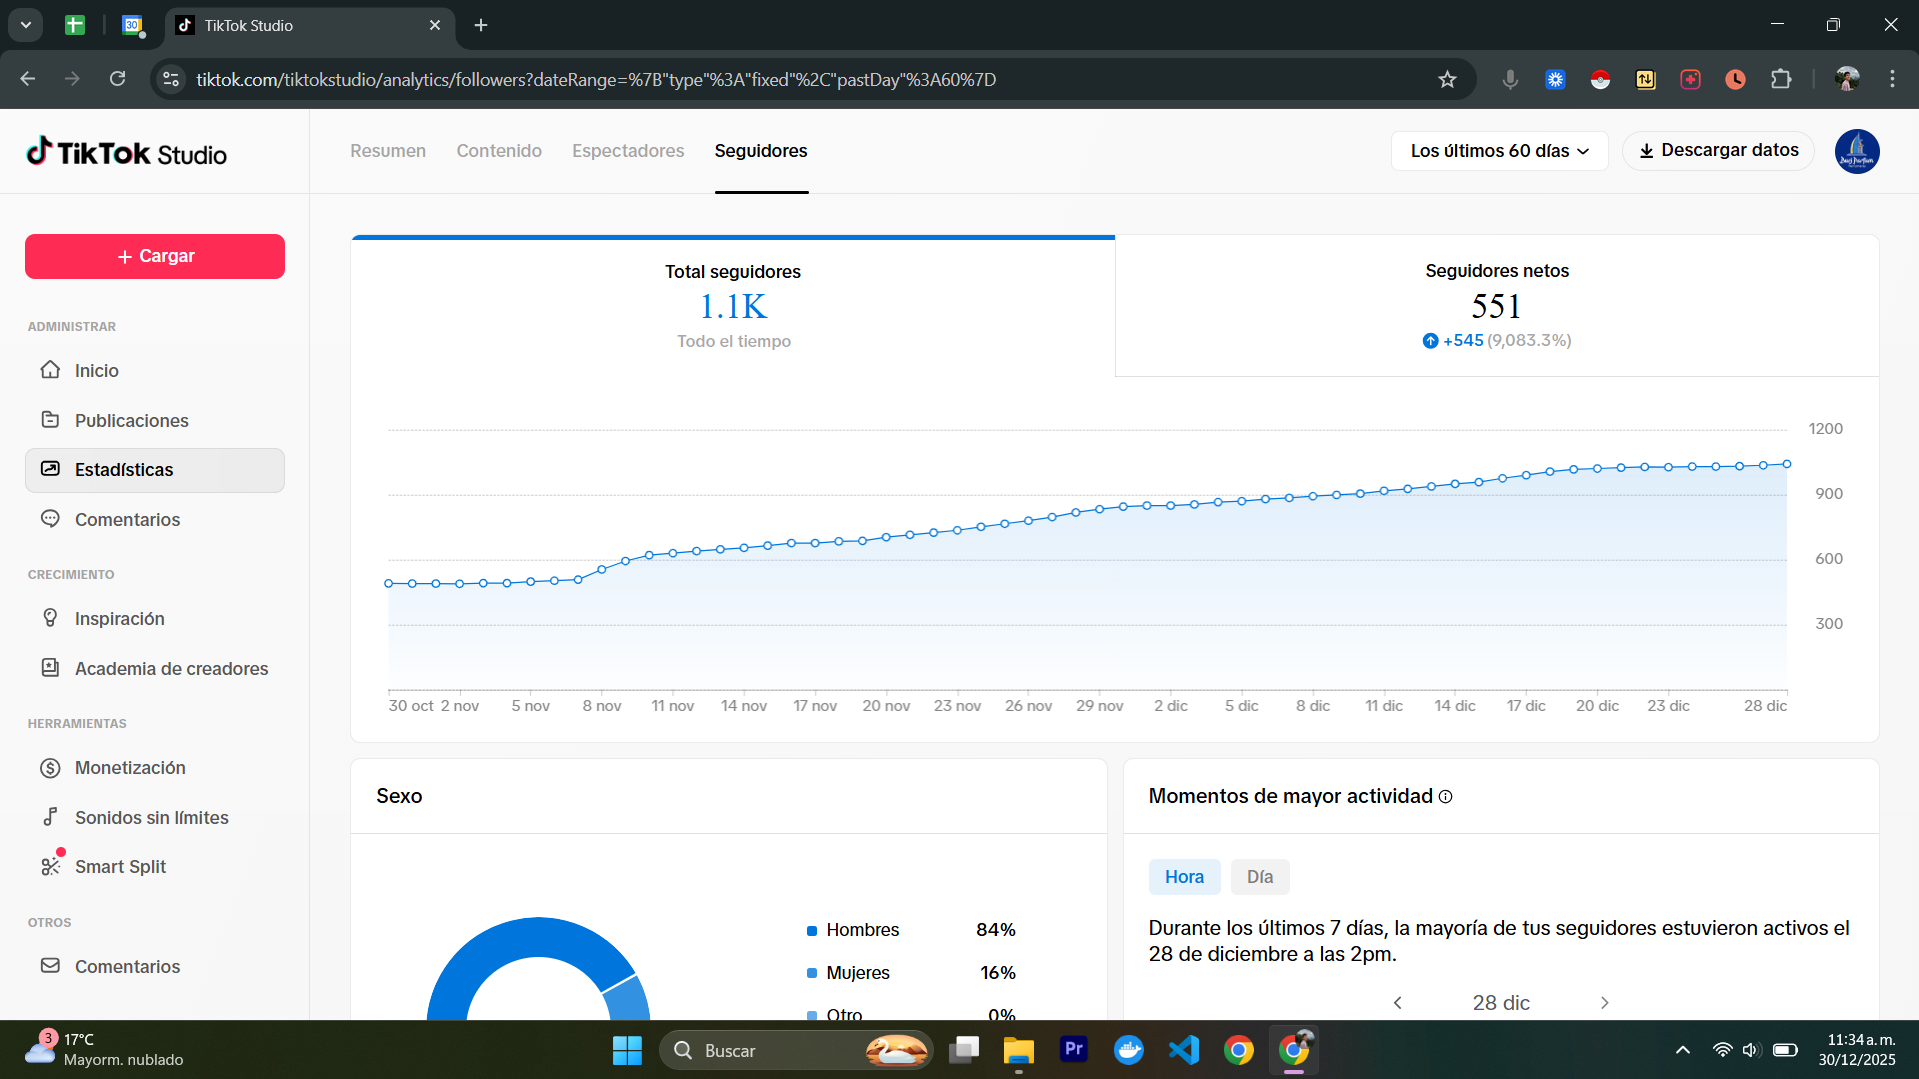 30
TikTok Studio
tiktok.com/tiktokstudio/analytics/followers?dateRange=%7B"type"%3A"fixed"%2C"pastDay"%3A60%7D
TikTok Studio
Resumen
Contenido
Espectadores
Seguidores
Los últimos 60 días
Descargar datos
+ Cargar
ADMINISTRAR
Inicio
Publicaciones
Estadísticas
Comentarios
CRECIMIENTO
Inspiración
Academia de creadores
HERRAMIENTAS
Monetización
Sonidos sin límites
Smart Split
OTROS
Comentarios
Total seguidores
1.1K
Todo el tiempo
Seguidores netos
551
+545 (9,083.3%)
1200
900
600
300
30 oct 2 nov 5 nov 8 nov 11 nov 14 nov 17 nov 20 nov 23 nov 26 nov 29 nov 2 dic 5 dic 8 dic 11 dic 14 dic 17 dic 20 dic 23 dic 28 dic
Sexo
Hombres 84%
Mujeres 16%
Otro 0%
Momentos de mayor actividad
Hora
Día
Durante los últimos 7 días, la mayoría de tus seguidores estuvieron activos el
28 de diciembre a las 2pm.
28 dic
3
17°C
Mayorm. nublado
Buscar
Pr
11:34 a. m.
30/12/2025